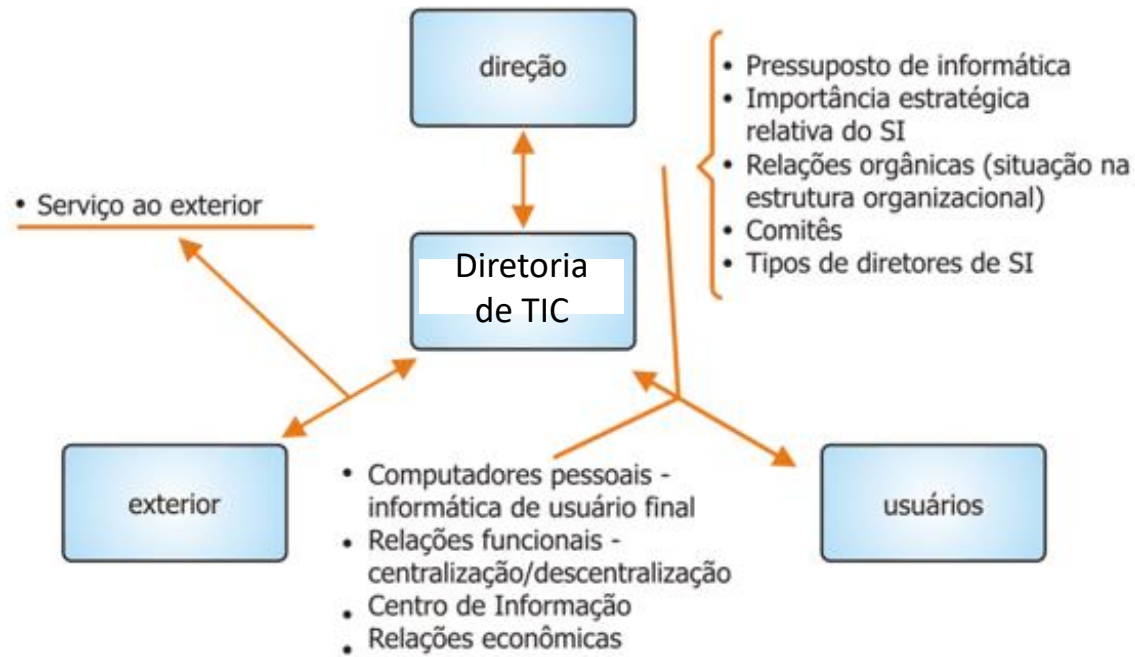 direção
• Pressuposto de informática
• Importância estratégica
relativa do SI
• Relações orgânicas (situação na
estrutura organizacional)
• Comitês
• Tipos de diretores de SI
• Serviço ao exterior
Diretoria
de TIC
exterior
• Computadores pessoais -
informática de usuário final
• Relações funcionais -
centralização/descentralização
• Centro de Informação
• Relações econômicas
usuários